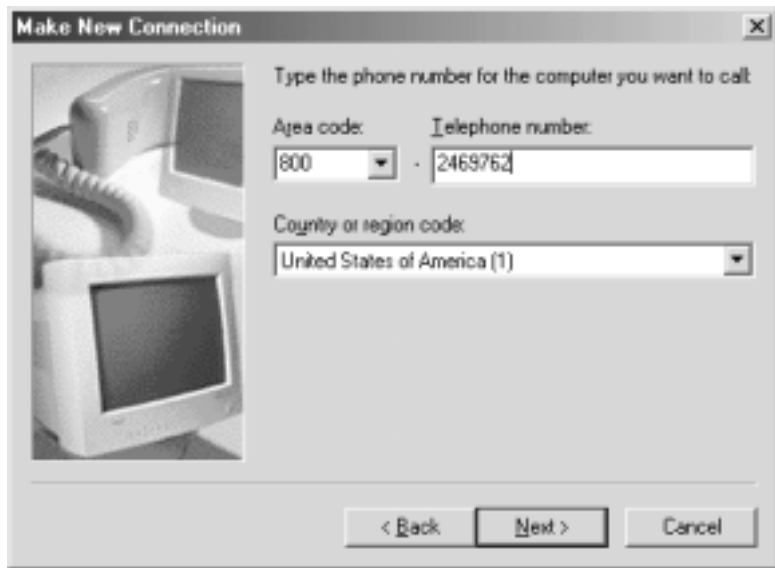 Make New Connection
Type the phone number for the computer you want to call:
Area code: Telephone number:
800 - 2469762
Country or region code:
United States of America (1)
< Back Next > Cancel